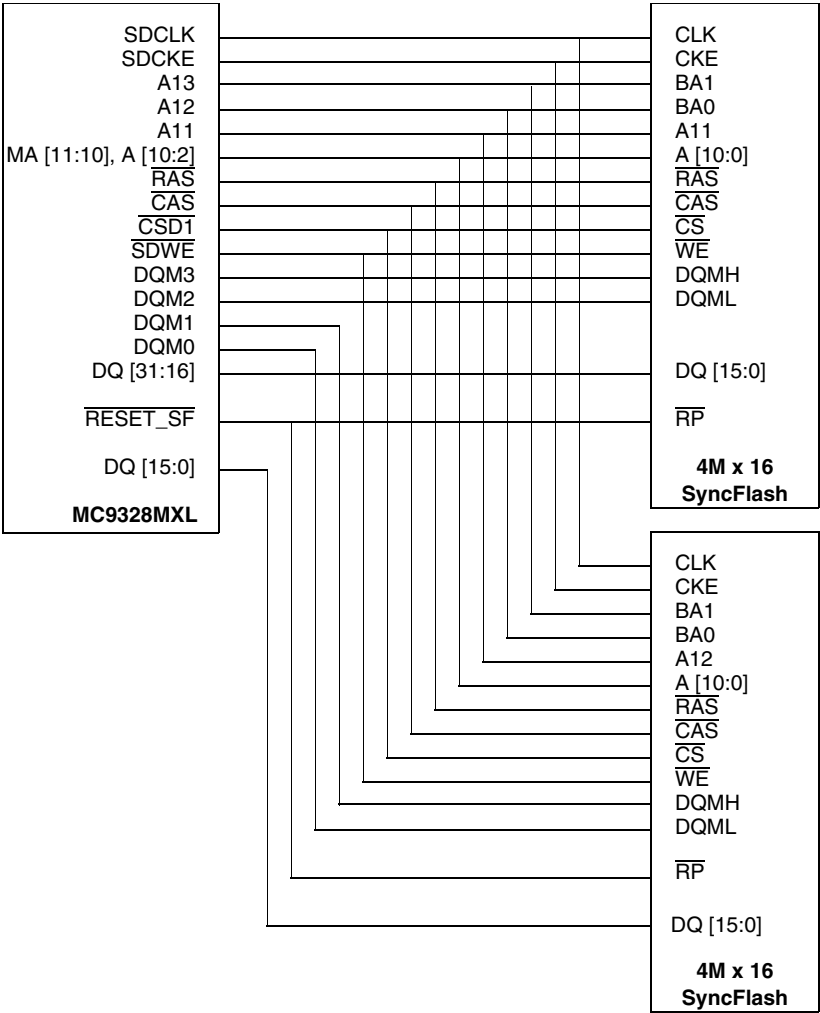 SDCLK
SDCKE
A13
A12
A11
MA [11:10], A [10:2]
RAS
CAS
CSD1
SDWE
DQM3
DQM2
DQM1
DQM0
DQ [31:16]
RESET_SF
DQ [15:0]
MC9328MXL
CLK
CKE
BA1
BA0
A11
A [10:0]
RAS
CAS
CS
WE
DQMH
DQML
DQ [15:0]
RP
4M x 16
SyncFlash
CLK
CKE
BA1
BA0
A12
A [10:0]
RAS
CAS
CS
WE
DQMH
DQML
RP
DQ [15:0]
4M x 16
SyncFlash